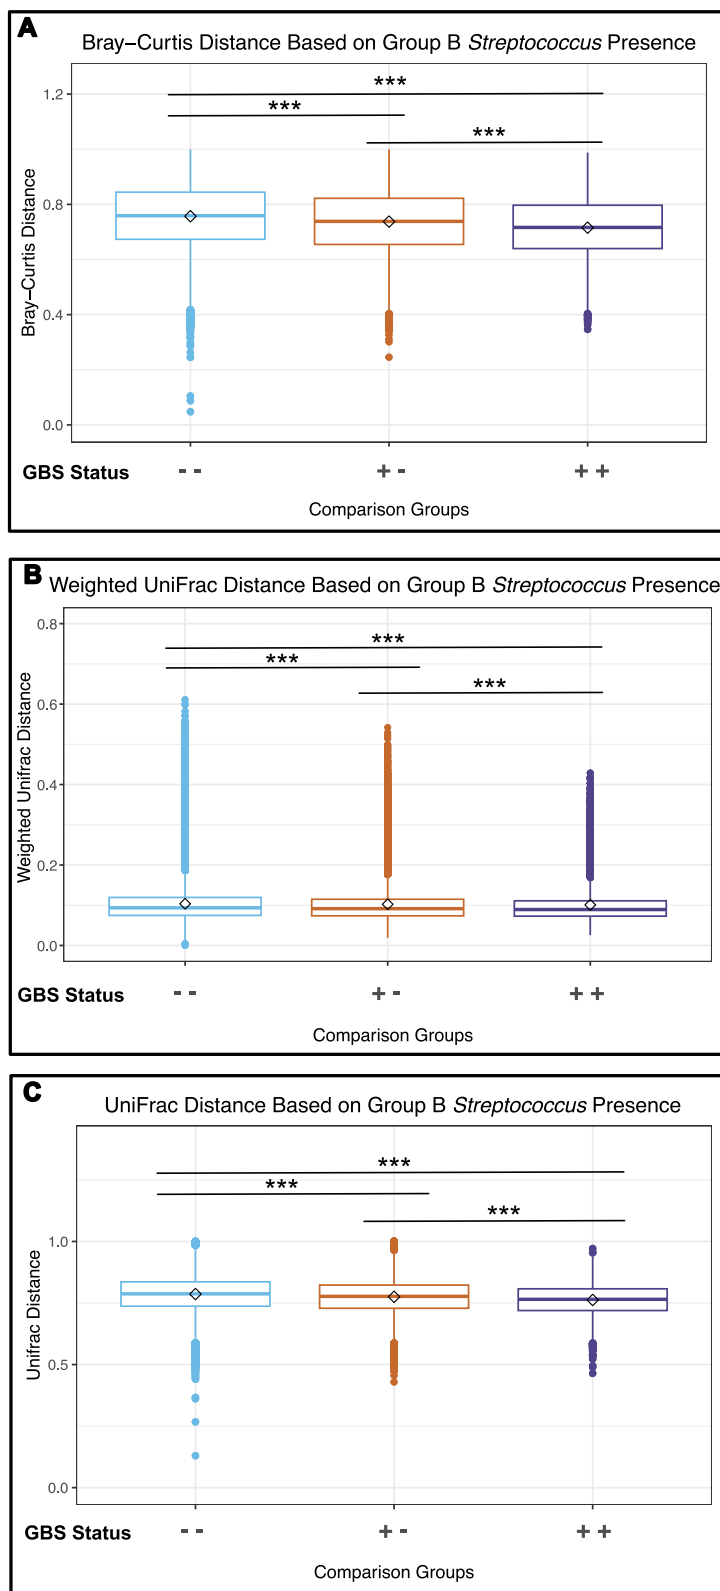 A
Bray–Curtis Distance Based on Group B Streptococcus Presence
***
***
***
1.2
0.8
0.4
0.0
Bray–Curtis Distance
GBS Status
- -
+ -
+ +
Comparison Groups
B
Weighted UniFrac Distance Based on Group B Streptococcus Presence
***
***
***
0.8
0.6
0.4
0.2
0.0
Weighted Unifrac Distance
GBS Status
- -
+ -
+ +
Comparison Groups
C
UniFrac Distance Based on Group B Streptococcus Presence
***
***
***
1.0
0.5
0.0
Unifrac Distance
GBS Status
- -
+ -
+ +
Comparison Groups